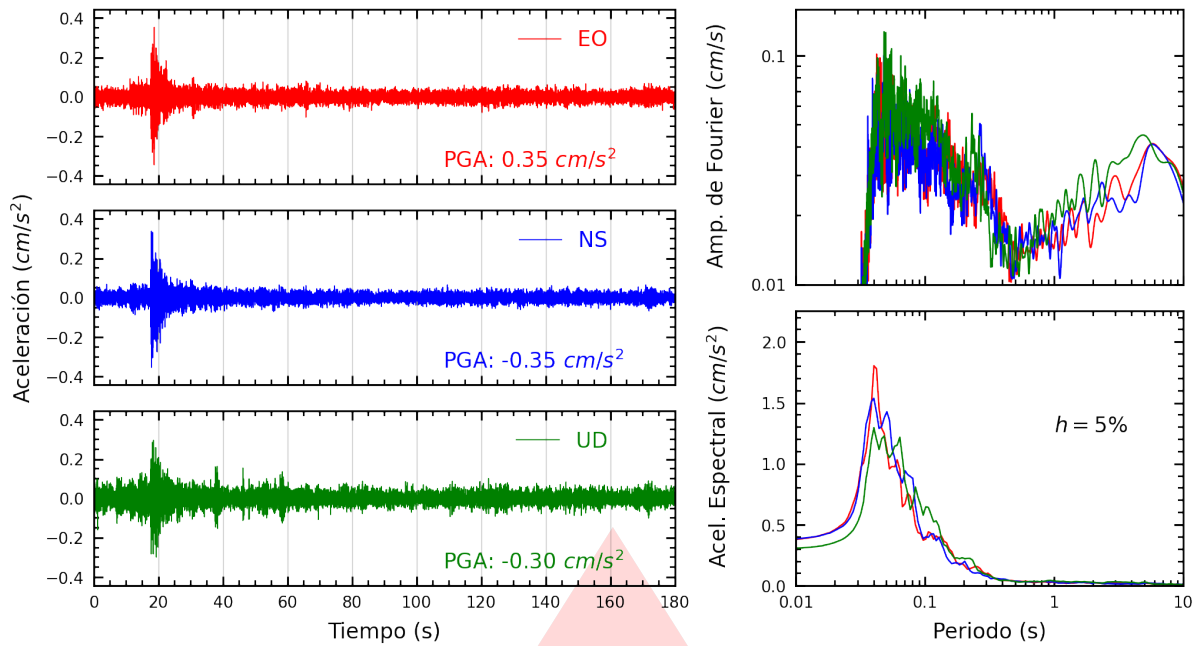 Aceleración (cm/s²)
0.4
0.2
0.0
−0.2
−0.4
EO
PGA: 0.35 cm/s²
0.4
0.2
0.0
−0.2
−0.4
NS
PGA: -0.35 cm/s²
0.4
0.2
0.0
−0.2
−0.4
UD
PGA: -0.30 cm/s²
0 20 40 60 80 100 120 140 160 180
Tiempo (s)
Amp. de Fourier (cm/s)
0.1
0.01
Acel. Espectral (cm/s²)
2.0
1.5
1.0
0.5
0.0
h = 5%
0.01 0.1 1 10
Periodo (s)